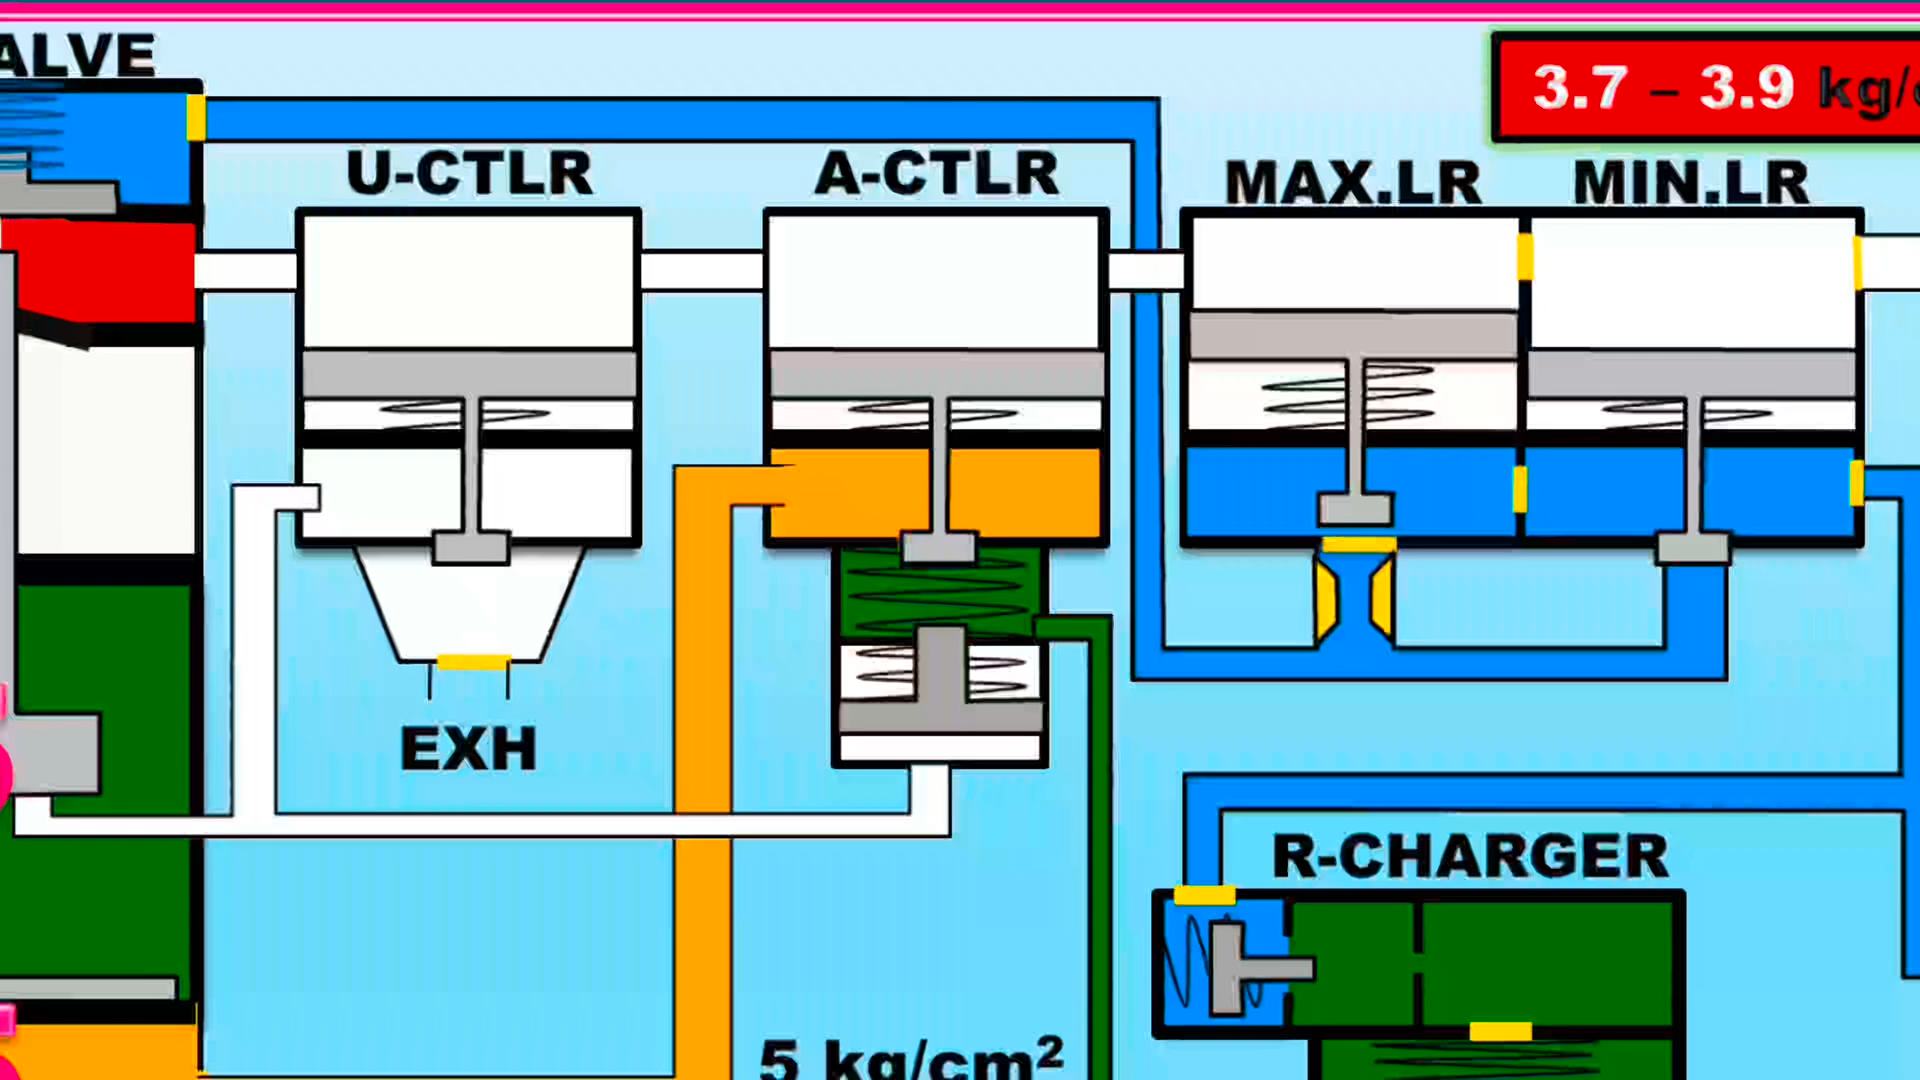 ALVE
3.7 – 3.9 kg/
U-CTLR
A-CTLR
MAX.LR
MIN.LR
EXH
R-CHARGER
5 kg/cm²